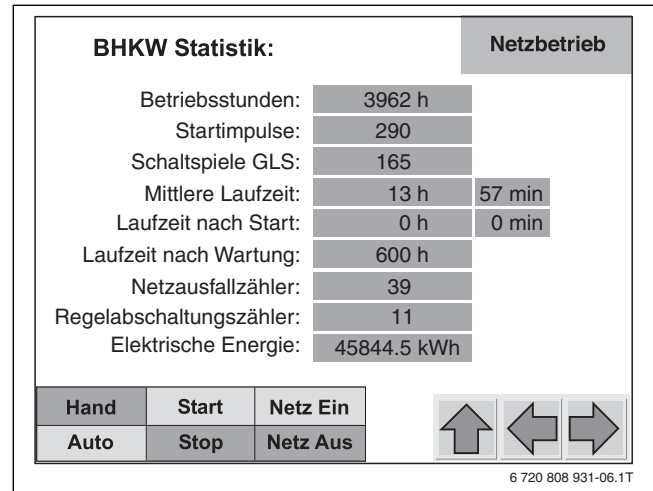 BHKW Statistik: Netzbetrieb
Betriebsstunden: 3962 h
Startimpulse: 290
Schaltspiele GLS: 165
Mittlere Laufzeit: 13 h 57 min
Laufzeit nach Start: 0 h 0 min
Laufzeit nach Wartung: 600 h
Netzausfallzähler: 39
Regelabschaltungszähler: 11
Elektrische Energie: 45844.5 kWh
Hand Start Netz Ein
Auto Stop Netz Aus
6 720 808 931-06.1T